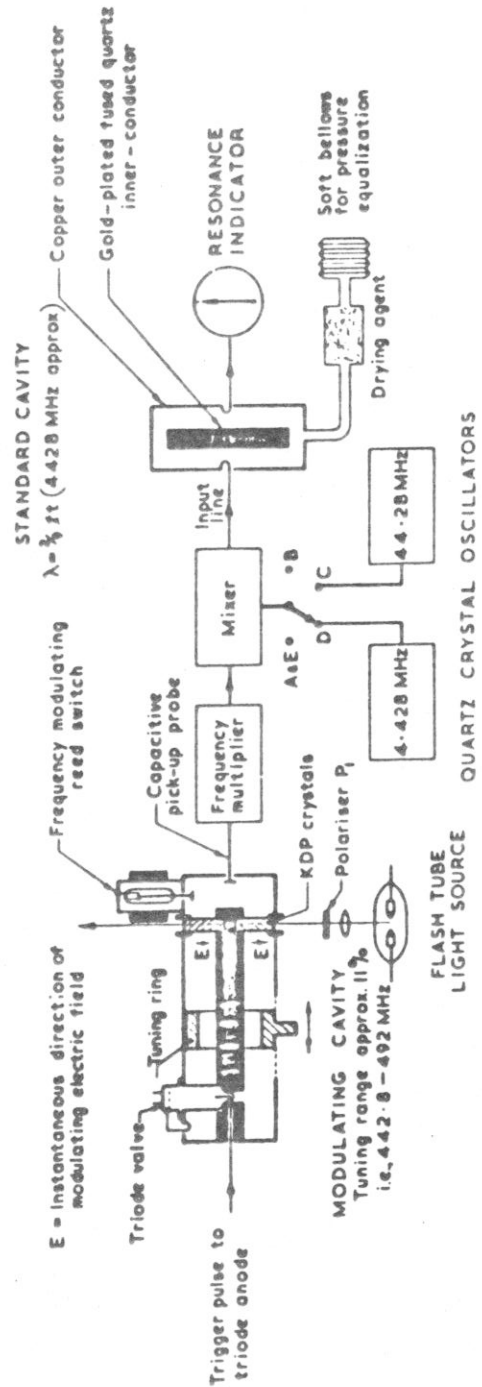 E = Instantaneous direction of
modulating electric field
Frequency modulating
reed switch
STANDARD CAVITY
λ = 2/9 ft (4428 MHz approx)
Copper outer conductor
Gold-plated fused quartz
inner-conductor
Triode valve
Tuning ring
Capacitive
pick-up probe
Input
line
RESONANCE
INDICATOR
E↓
E↑
Frequency
multiplier
Mixer
Trigger pulse to
triode anode
KDP crystals
Polariser P1
A&E
B
D
C
Soft bellows
for pressure
equalization
Drying agent
MODULATING CAVITY
Tuning range approx. 11%
i.e., 442·8 – 492 MHz
FLASH TUBE
LIGHT SOURCE
4·428 MHz
44·28 MHz
QUARTZ CRYSTAL OSCILLATORS